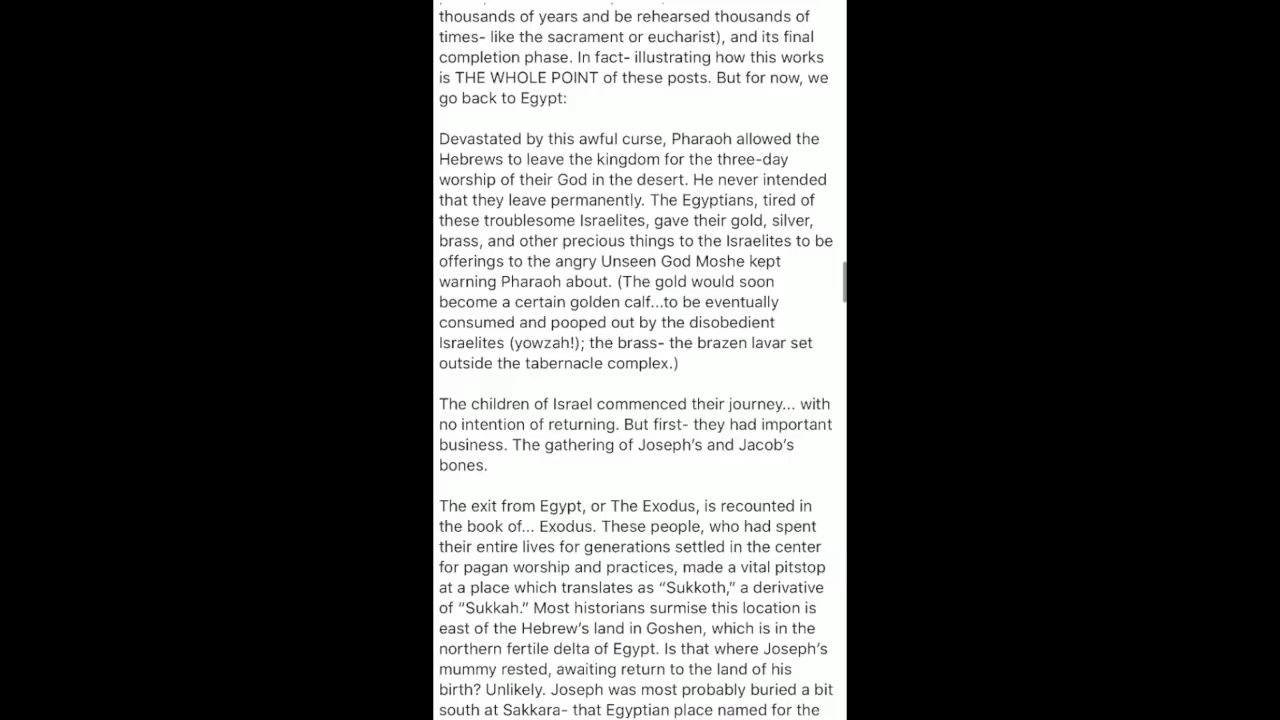 thousands of years and be rehearsed thousands of
times- like the sacrament or eucharist), and its final
completion phase. In fact- illustrating how this works
is THE WHOLE POINT of these posts. But for now, we
go back to Egypt:
Devastated by this awful curse, Pharaoh allowed the
Hebrews to leave the kingdom for the three-day
worship of their God in the desert. He never intended
that they leave permanently. The Egyptians, tired of
these troublesome Israelites, gave their gold, silver,
brass, and other precious things to the Israelites to be
offerings to the angry Unseen God Moshe kept
warning Pharaoh about. (The gold would soon
become a certain golden calf...to be eventually
consumed and pooped out by the disobedient
Israelites (yowzah!); the brass- the brazen lavar set
outside the tabernacle complex.)
The children of Israel commenced their journey... with
no intention of returning. But first- they had important
business. The gathering of Joseph's and Jacob's
bones.
The exit from Egypt, or The Exodus, is recounted in
the book of... Exodus. These people, who had spent
their entire lives for generations settled in the center
for pagan worship and practices, made a vital pitstop
at a place which translates as “Sukkoth,” a derivative
of “Sukkah.” Most historians surmise this location is
east of the Hebrew's land in Goshen, which is in the
northern fertile delta of Egypt. Is that where Joseph's
mummy rested, awaiting return to the land of his
birth? Unlikely. Joseph was most probably buried a bit
south at Sakkara- that Egyptian place named for the